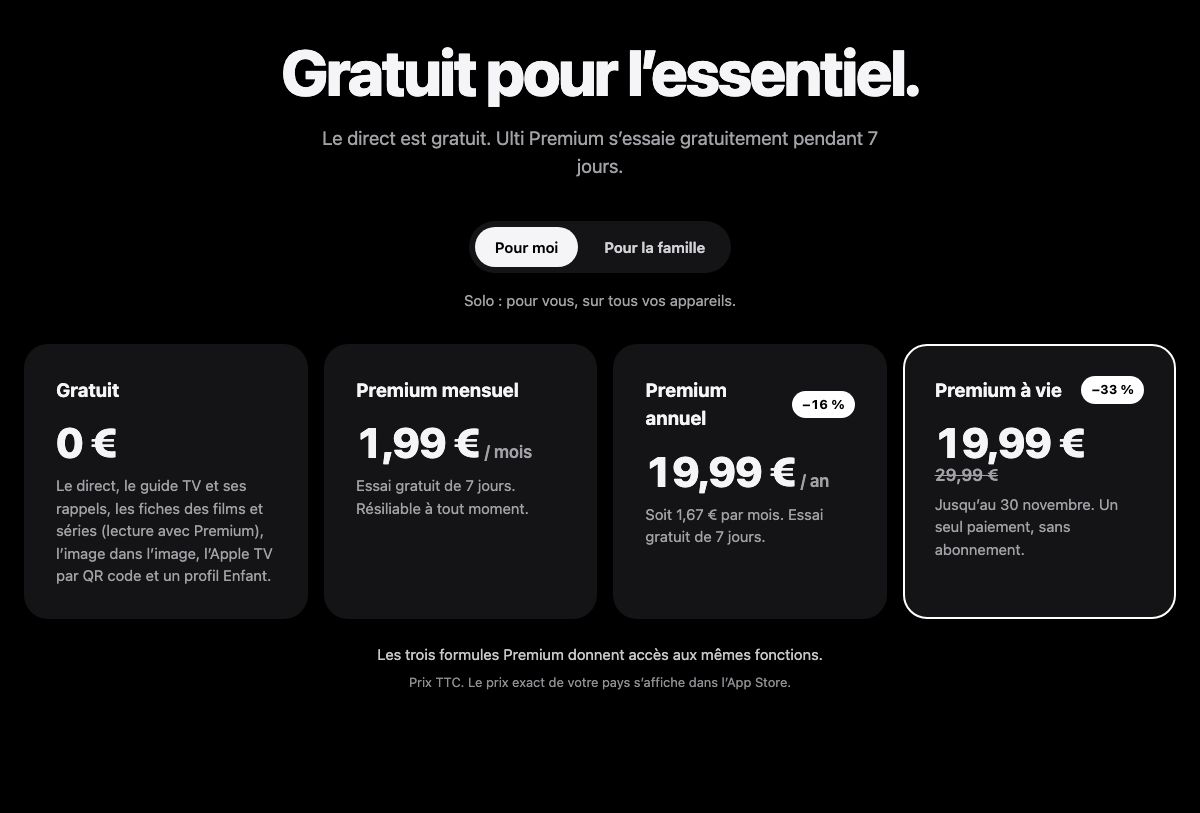 Gratuit pour l’essentiel.
Le direct est gratuit. Ulti Premium s’essaie gratuitement pendant 7
jours.
Pour moi
Pour la famille
Solo : pour vous, sur tous vos appareils.
Gratuit
0 €
Le direct, le guide TV et ses
rappels, les fiches des films et
séries (lecture avec Premium),
l’image dans l’image, l’Apple TV
par QR code et un profil Enfant.
Premium mensuel
1,99 € / mois
Essai gratuit de 7 jours.
Résiliable à tout moment.
Premium
annuel
−16 %
19,99 € / an
Soit 1,67 € par mois. Essai
gratuit de 7 jours.
Premium à vie
−33 %
19,99 €
29,99 €
Jusqu’au 30 novembre. Un
seul paiement, sans
abonnement.
Les trois formules Premium donnent accès aux mêmes fonctions.
Prix TTC. Le prix exact de votre pays s’affiche dans l’App Store.